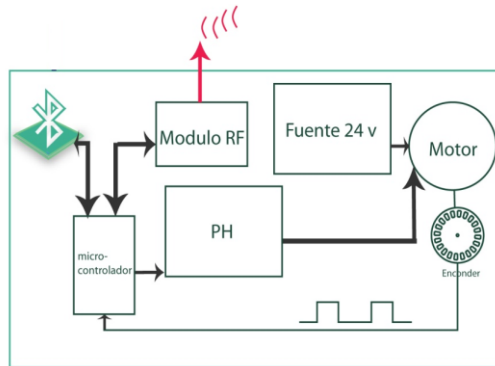 Modulo RF
Fuente 24 v
Motor
PH
micro-
controlador
Enconder